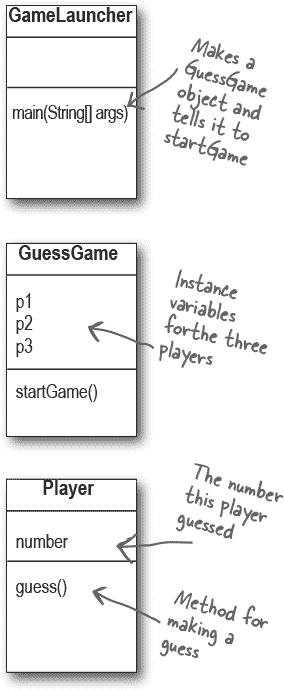 GameLauncher
main(String[] args)
Makes a
GuessGame
object and
tells it to
startGame
GuessGame
p1
p2
p3
startGame()
Instance
variables
forthe three
players
Player
number
guess()
The number
this player
guessed
Method for
making a
guess